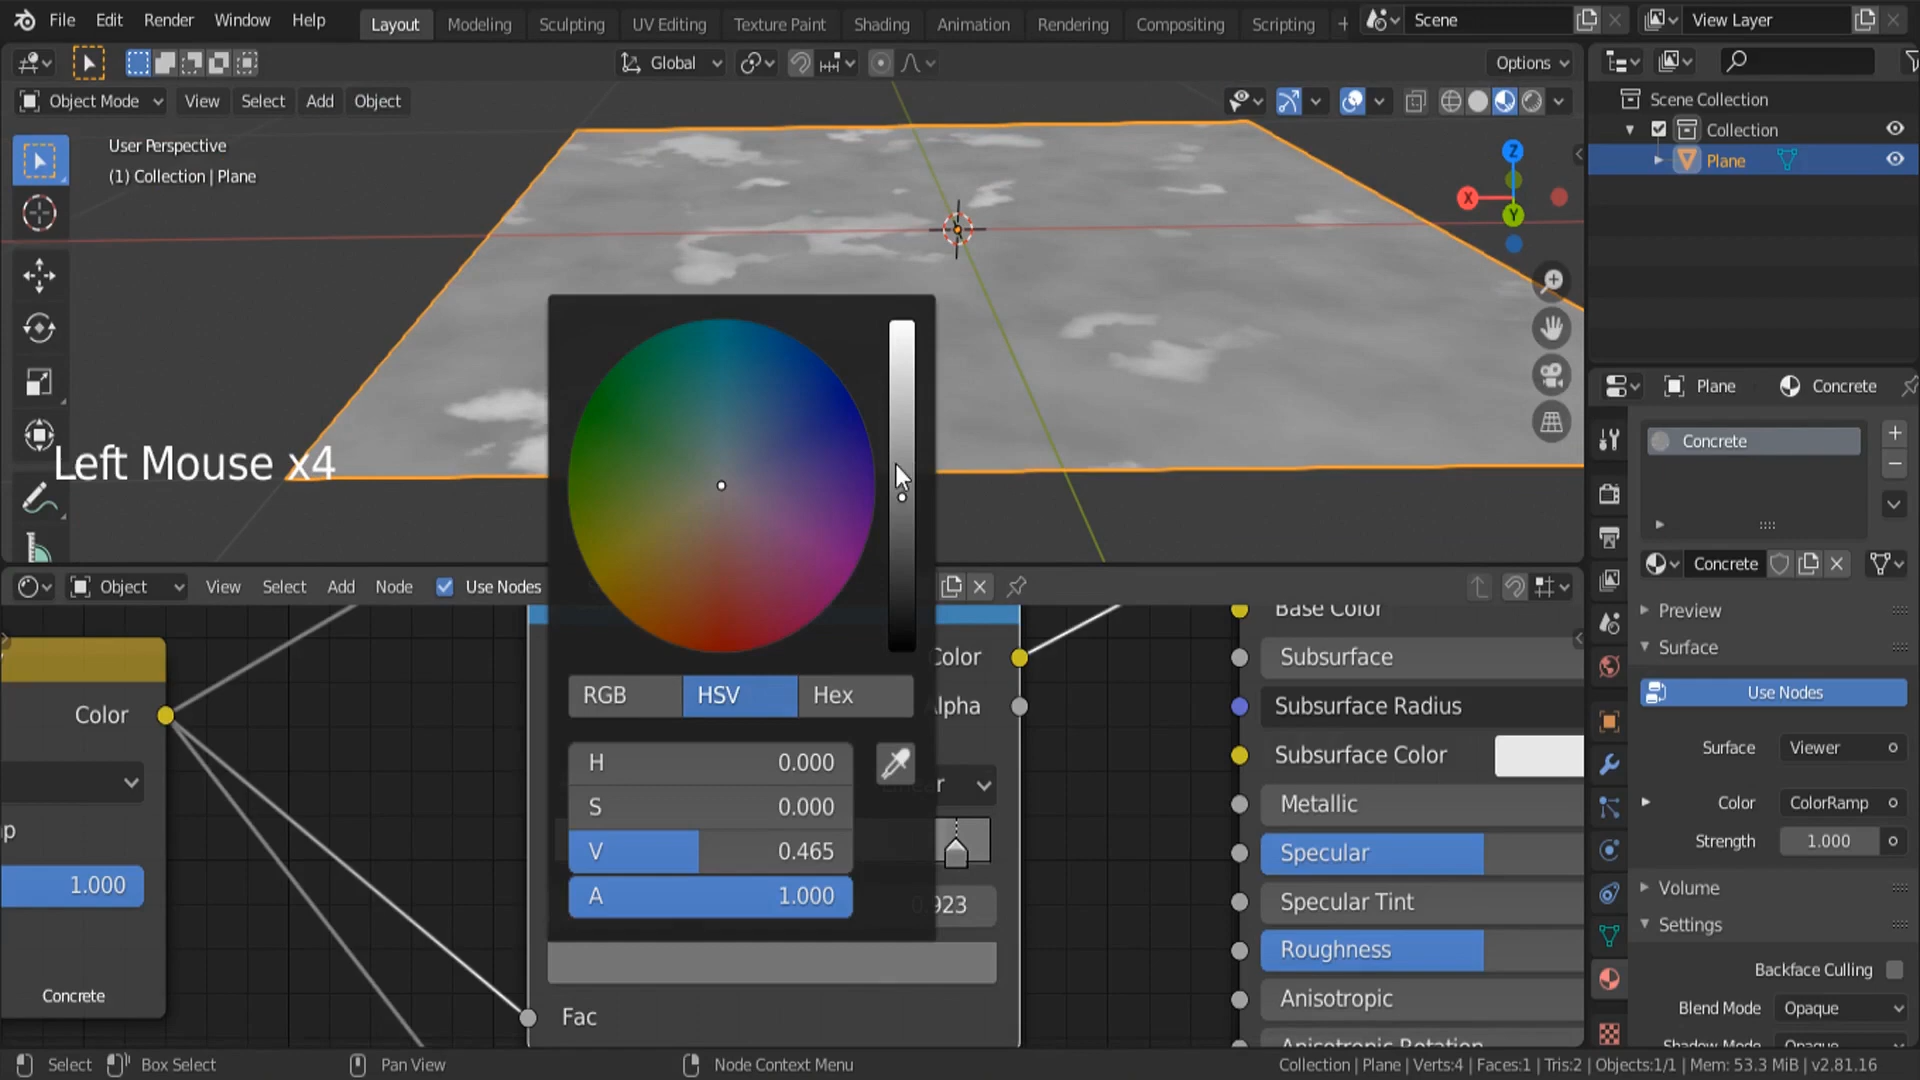 File Edit Render Window Help Layout Modeling Sculpting UV Editing Texture Paint Shading Animation Rendering Compositing Scripting + Scene View Layer
Global Options
Object Mode View Select Add Object
User Perspective
(1) Collection | Plane
Z
X
Y
Left Mouse x4
Scene Collection
Collection
Plane
Plane Concrete
Concrete
Concrete
Preview
Surface
Use Nodes
Surface Viewer
Color ColorRamp
Strength 1.000
Volume
Settings
Backface Culling
Blend Mode Opaque
Shadow Mode Opaque
Object View Select Add Node Use Nodes
Color
1.000
Concrete
RGB HSV Hex
H 0.000
S 0.000
V 0.465
A 1.000
Color
Alpha
Fac
Base Color
Subsurface
Subsurface Radius
Subsurface Color
Metallic
Specular
Specular Tint
Roughness
Anisotropic
Anisotropic Rotation
Select Box Select Pan View Node Context Menu Collection | Plane | Verts:4 | Faces:1 | Tris:2 | Objects:1/1 | Mem: 53.3 MiB | v2.81.16